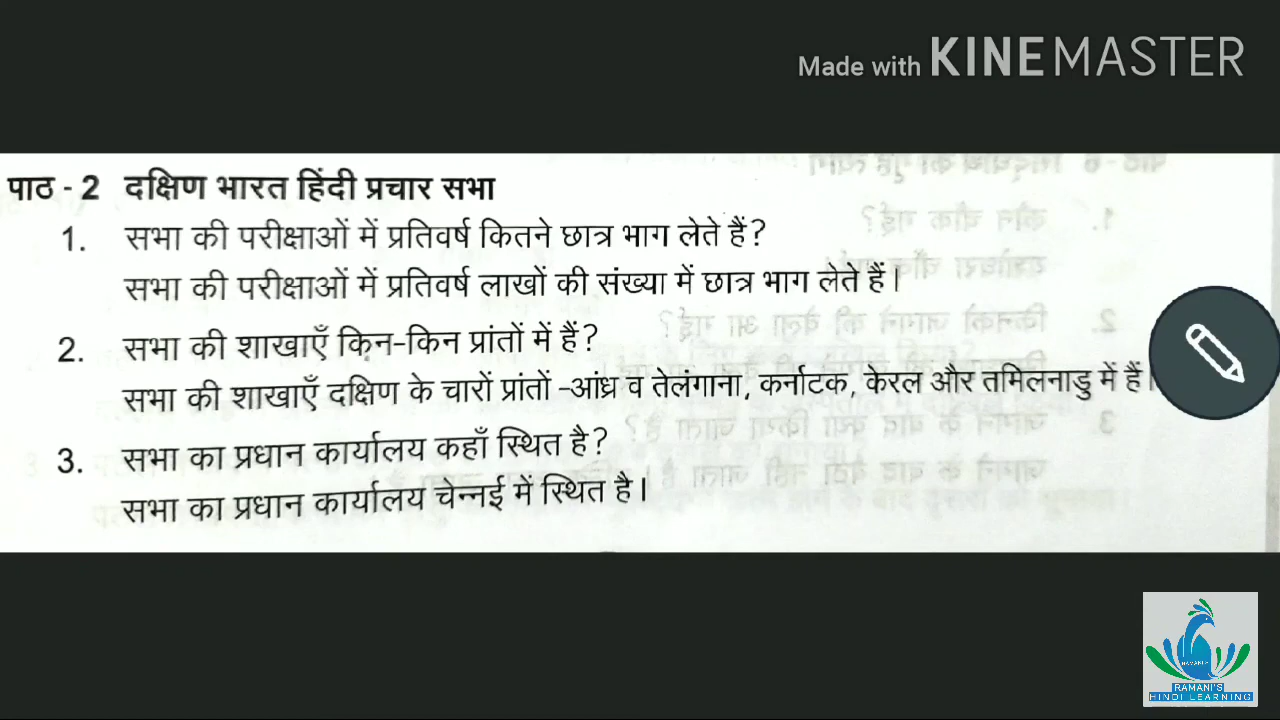 Made with KINEMASTER
पाठ - 2 दक्षिण भारत हिंदी प्रचार सभा
1. सभा की परीक्षाओं में प्रतिवर्ष कितने छात्र भाग लेते हैं?
सभा की परीक्षाओं में प्रतिवर्ष लाखों की संख्या में छात्र भाग लेते हैं।
2. सभा की शाखाएँ किन-किन प्रांतों में हैं?
सभा की शाखाएँ दक्षिण के चारों प्रांतों -आंध्र व तेलंगाना, कर्नाटक, केरल और तमिलनाडु में हैं।
3. सभा का प्रधान कार्यालय कहाँ स्थित है?
सभा का प्रधान कार्यालय चेन्नई में स्थित है।
RAMANI'S
HINDI LEARNING